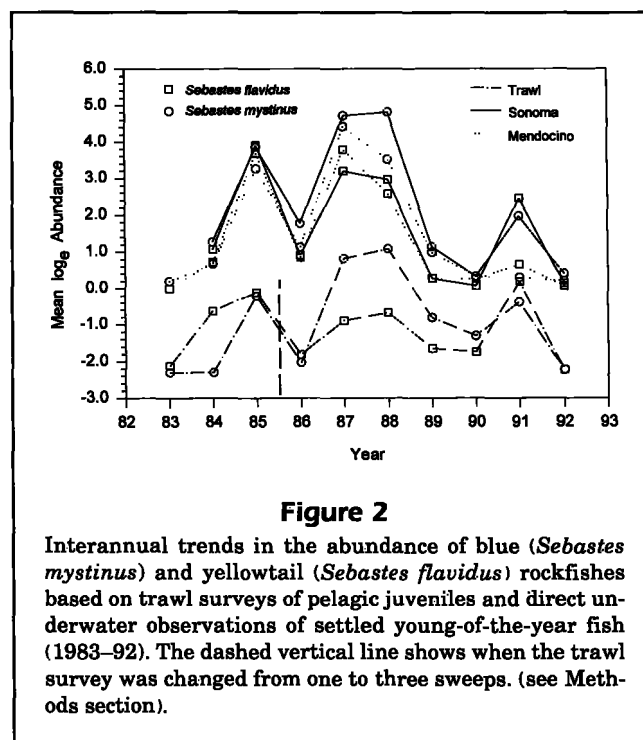 6.0
5.0
4.0
3.0
2.0
1.0
0.0
-1.0
-2.0
-3.0
Mean logₑ Abundance
Sebastes flavidus
Sebastes mystinus
Trawl
Sonoma
Mendocino
82 83 84 85 86 87 88 89 90 91 92 93
Year
Figure 2
Interannual trends in the abundance of blue (Sebastes
mystinus) and yellowtail (Sebastes flavidus) rockfishes
based on trawl surveys of pelagic juveniles and direct un-
derwater observations of settled young-of-the-year fish
(1983–92). The dashed vertical line shows when the trawl
survey was changed from one to three sweeps. (see Meth-
ods section).